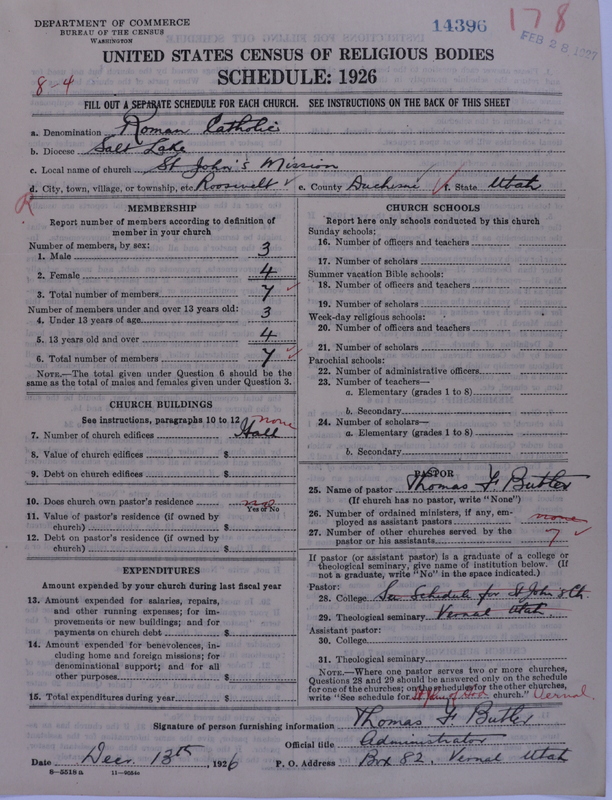 DEPARTMENT OF COMMERCE
BUREAU OF THE CENSUS
WASHINGTON
14396
178
FEB 28 1927
UNITED STATES CENSUS OF RELIGIOUS BODIES
SCHEDULE: 1926
8-4
FILL OUT A SEPARATE SCHEDULE FOR EACH CHURCH. SEE INSTRUCTIONS ON THE BACK OF THIS SHEET
a. Denomination Roman Catholic
b. Diocese Salt Lake
c. Local name of church St John's Mission
d. City, town, village, or township, etc. Roosevelt e. County Duchesne f. State Utah
R
MEMBERSHIP
Report number of members according to definition of
member in your church
Number of members, by sex:
1. Male 3
2. Female 4
3. Total number of members 7
Number of members under and over 13 years old:
4. Under 13 years of age 3
5. 13 years old and over 4
6. Total number of members 7
NOTE.—The total given under Question 6 should be
same as the total of males and females given under Question 3.
CHURCH BUILDINGS
See instructions, paragraphs 10 to 12 none
7. Number of church edifices Hall
8. Value of church edifices $
9. Debt on church edifices $
10. Does church own pastor's residence no
Yes or No
11. Value of pastor's residence (if owned by
church) $
12. Debt on pastor's residence (if owned by
church) $
EXPENDITURES
Amount expended by your church during last fiscal year
13. Amount expended for salaries, repairs,
and other running expenses; for im-
provements or new buildings; and for
payments on church debt $
14. Amount expended for benevolences, in-
cluding home and foreign missions; for
denominational support; and for all
other purposes $
15. Total expenditures during year $
CHURCH SCHOOLS
Report here only schools conducted by this church
Sunday schools:
16. Number of officers and teachers
17. Number of scholars
Summer vacation Bible schools:
18. Number of officers and teachers
19. Number of scholars
Week-day religious schools:
20. Number of officers and teachers
21. Number of scholars
Parochial schools:
22. Number of administrative officers
23. Number of teachers—
a. Elementary (grades 1 to 8)
b. Secondary
24. Number of scholars—
a. Elementary (grades 1 to 8)
b. Secondary
PASTOR
25. Name of pastor Thomas F Butler
(If church has no pastor, write "None")
26. Number of ordained ministers, if any, em-
ployed as assistant pastors none
27. Number of other churches served by the
pastor or his assistants 7
If pastor (or assistant pastor) is a graduate of a college or
theological seminary, give name of institution below. (If
not a graduate, write "No" in the space indicated.)
Pastor:
28. College See Schedule for St John's Ch.
29. Theological seminary Vernal Utah
Assistant pastor:
30. College
31. Theological seminary
NOTE.—Where one pastor serves two or more churches,
Questions 28 and 29 should be answered only on the schedule
for one of the churches; on the schedule for the other churches,
write "See schedule for church." Vernal
Signature of person furnishing information Thomas F Butler
Official title Administrator
Date Dec. 13th, 1926 P. O. Address Box 82, Vernal Utah
8-5518 a 11-9654